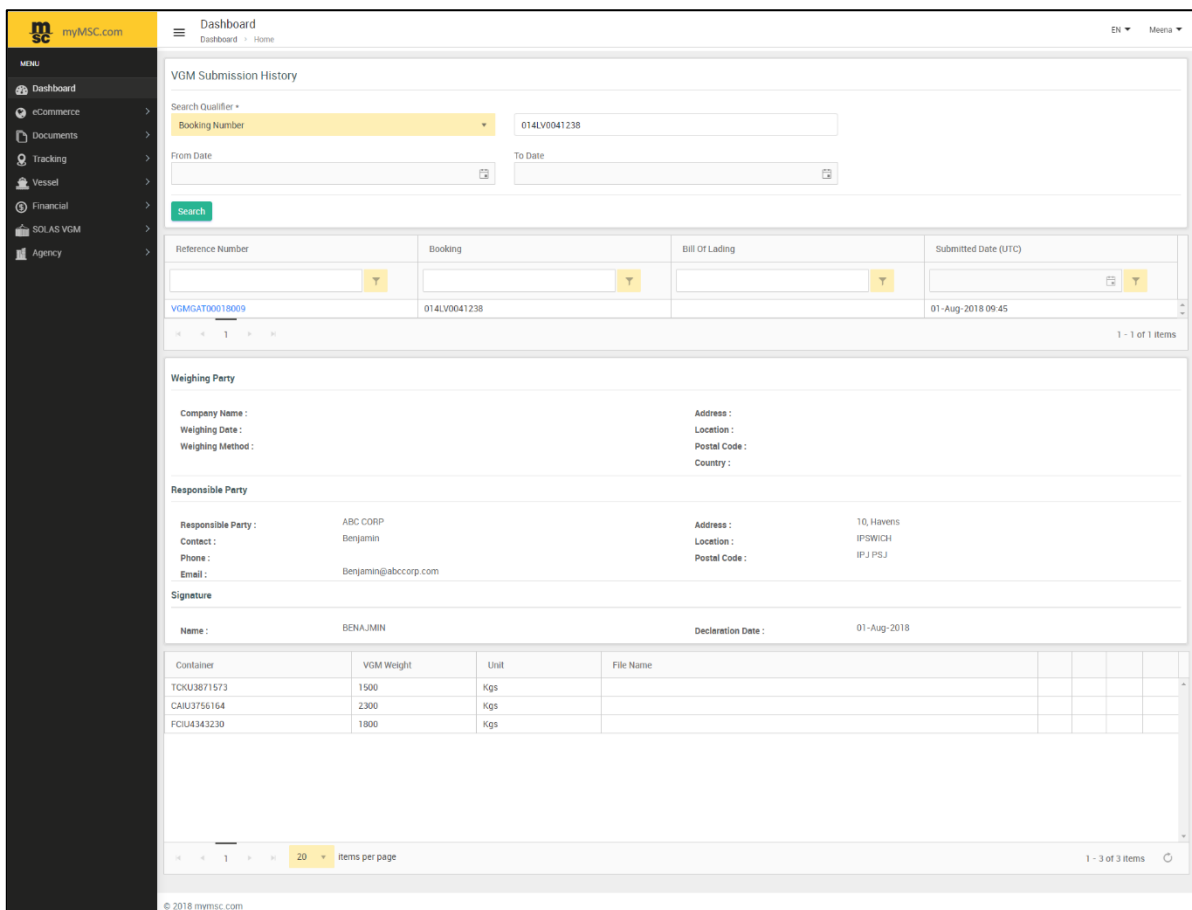 msc myMSC.com
Dashboard
Dashboard > Home
EN Meena
MENU
Dashboard
eCommerce
Documents
Tracking
Vessel
Financial
SOLAS VGM
Agency
VGM Submission History
Search Qualifier *
Booking Number 014LV0041238
From Date To Date
Search
Reference Number Booking Bill Of Lading Submitted Date (UTC)
VGMGAT00018009 014LV0041238 01-Aug-2018 09:45
1 1 - 1 of 1 items
Weighing Party
Company Name : Address :
Weighing Date : Location :
Weighing Method : Postal Code :
Country :
Responsible Party
Responsible Party : ABC CORP Address : 10, Havens
Contact : Benjamin Location : IPSWICH
Phone : Postal Code : IPJ PSJ
Email : Benjamin@abccorp.com
Signature
Name : BENAJMIN Declaration Date : 01-Aug-2018
Container VGM Weight Unit File Name
TCKU3871573 1500 Kgs
CAIU3756164 2300 Kgs
FCIU4343230 1800 Kgs
1 20 items per page 1 - 3 of 3 items
© 2018 mymsc.com